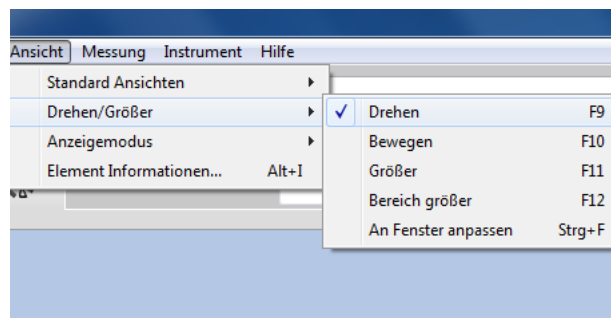 Ansicht Messung Instrument Hilfe
Standard Ansichten
Drehen/Größer
Anzeigemodus
Element Informationen... Alt+I
Drehen F9
Bewegen F10
Größer F11
Bereich größer F12
An Fenster anpassen Strg+F